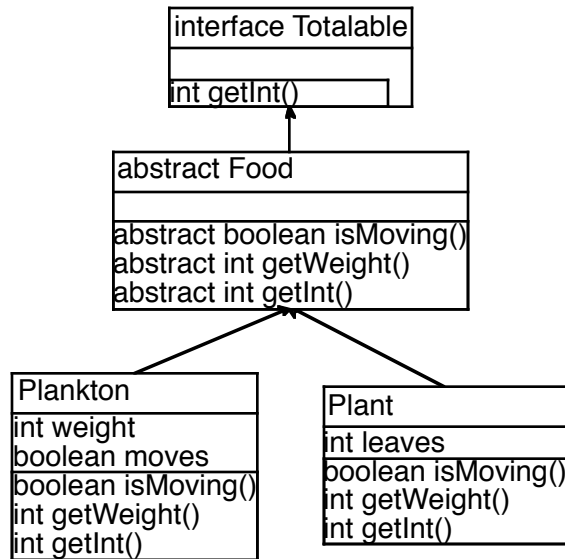 interface Totalable
int getInt()
abstract Food
abstract boolean isMoving()
abstract int getWeight()
abstract int getInt()
Plankton
int weight
boolean moves
boolean isMoving()
int getWeight()
int getInt()
Plant
int leaves
boolean isMoving()
int getWeight()
int getInt()